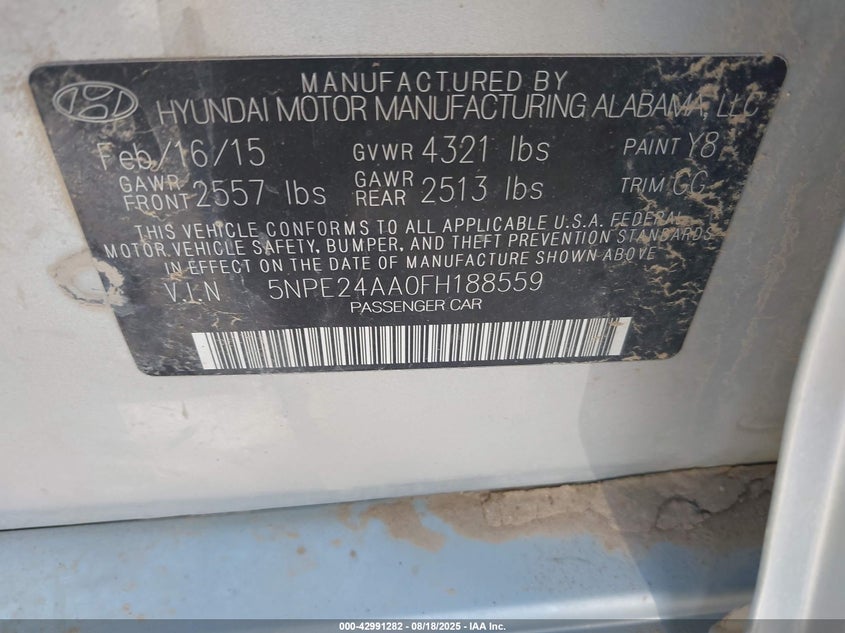 MANUFACTURED BY
HYUNDAI MOTOR MANUFACTURING ALABAMA, LLC
Feb/16/15 GVWR 4321 lbs PAINT Y8
GAWR FRONT 2557 lbs GAWR REAR 2513 lbs TRIM GG
THIS VEHICLE CONFORMS TO ALL APPLICABLE U.S.A. FEDERAL
MOTOR VEHICLE SAFETY, BUMPER, AND THEFT PREVENTION STANDARDS
IN EFFECT ON THE DATE OF MANUFACTURE SHOWN ABOVE
V.I.N 5NPE24AA0FH188559
PASSENGER CAR
000-42991282 - 08/18/2025 - IAA Inc.